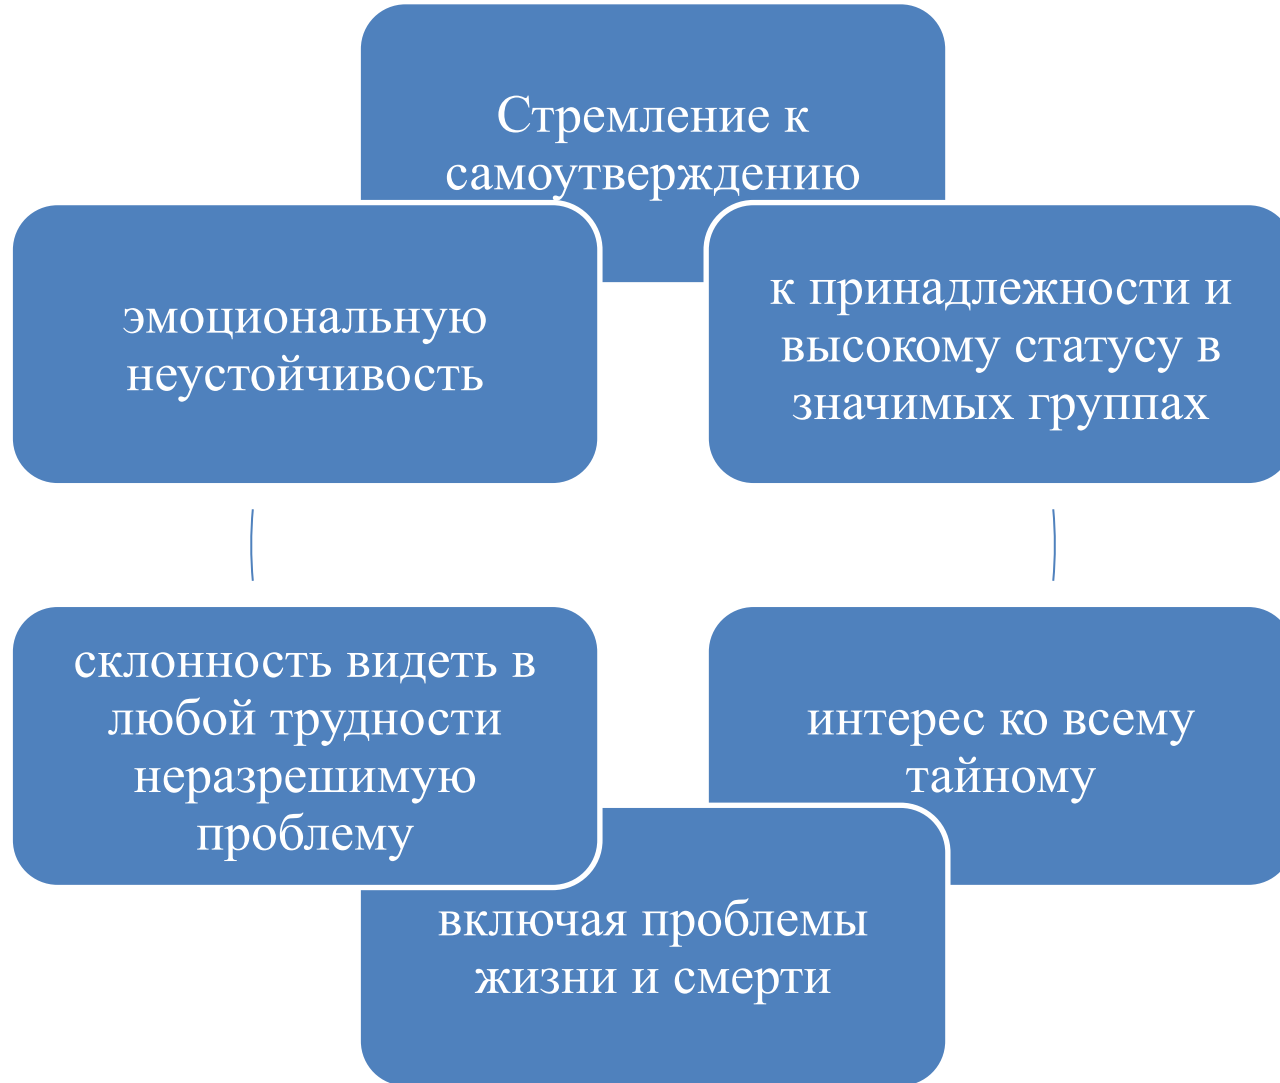 Стремление к
самоутверждению
к принадлежности и
высокому статусу в
значимых группах
интерес ко всему
тайному
включая проблемы
жизни и смерти
склонность видеть в
любой трудности
неразрешимую
проблему
эмоциональную
неустойчивость